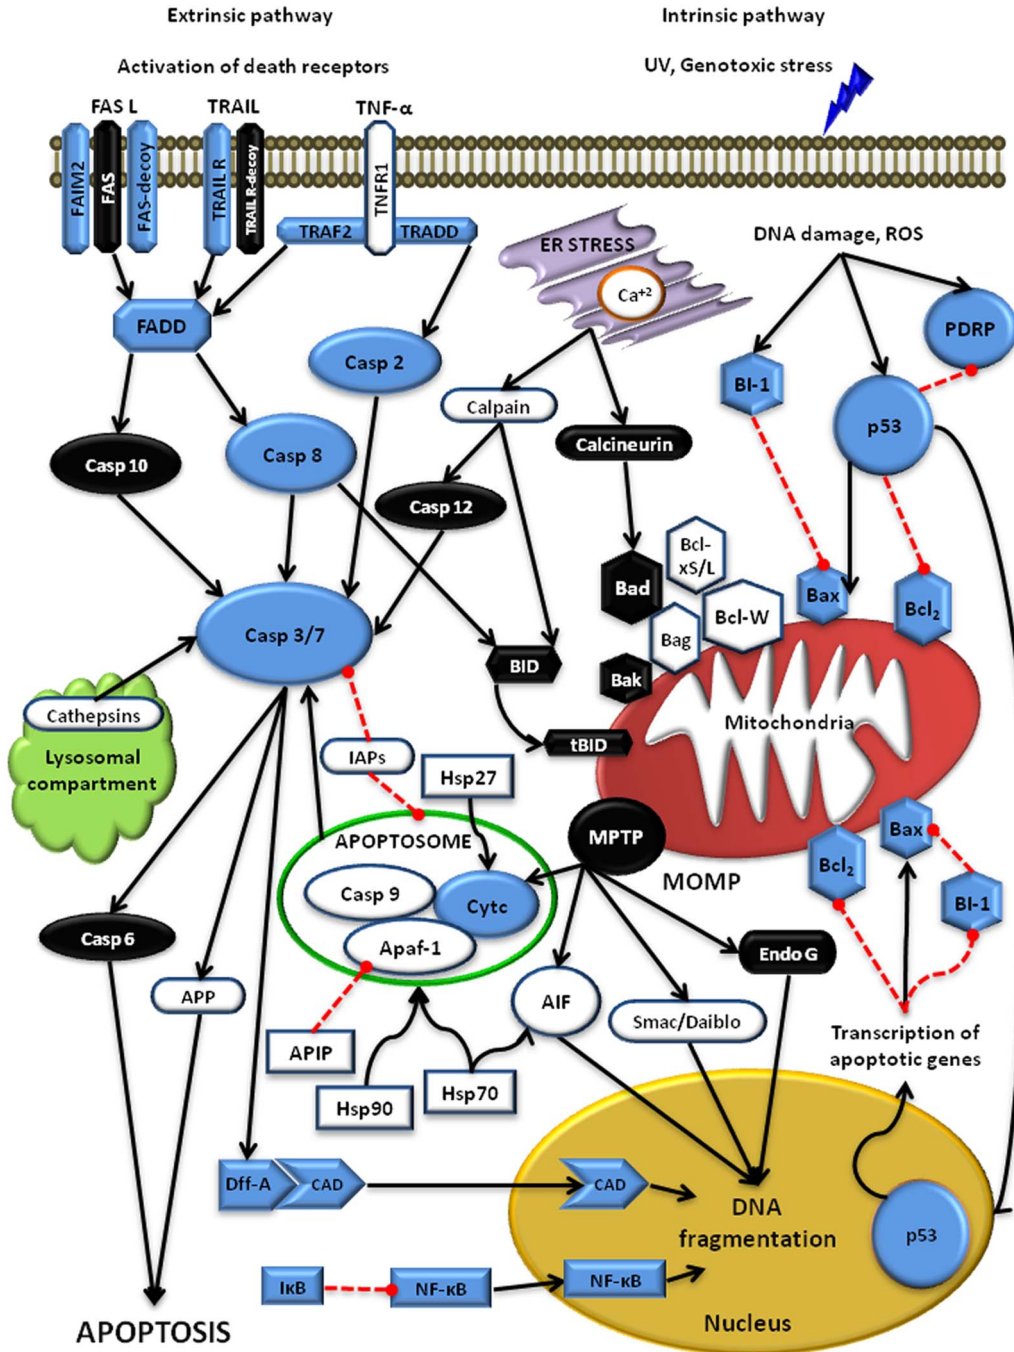 Extrinsic pathway
Intrinsic pathway
Activation of death receptors
UV, Genotoxic stress
FAS L
TRAIL
TNF-α
FAIM2
FAS
FAS-decoy
TRAIL R
TRAIL R-decoy
TNFR1
TRAF2
TRADD
ER STRESS
Ca+2
DNA damage, ROS
FADD
PDRP
Casp 2
BI-1
p53
Calpain
Calcineurin
Casp 10
Casp 8
Casp 12
Bcl-
xS/L
Bad
Bax
Bcl2
Bcl-W
Bag
Casp 3/7
BID
Bak
Cathepsins
Mitochondria
tBID
Lysosomal
compartment
IAPs
Hsp27
MPTP
Bax
APOPTOSOME
Bcl2
MOMP
Casp 9
Cytc
BI-1
Casp 6
Apaf-1
Endo G
APP
AIF
Smac/Daiblo
Transcription of
apoptotic genes
APIP
Hsp90
Hsp70
Dff-A
CAD
CAD
DNA
fragmentation
p53
IκB
NF-κB
NF-κB
Nucleus
APOPTOSIS